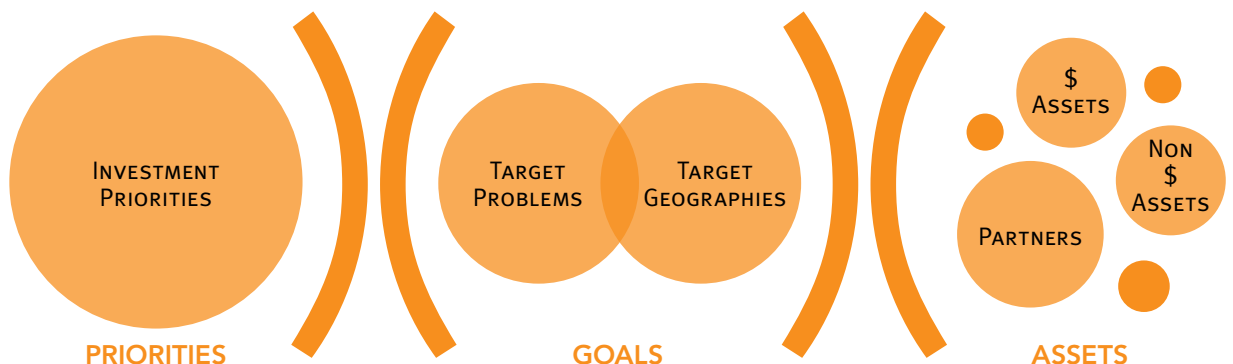 Investment
Priorities
Target
Problems
Target
Geographies
$
Assets
Non
$
Assets
Partners
PRIORITIES
GOALS
ASSETS